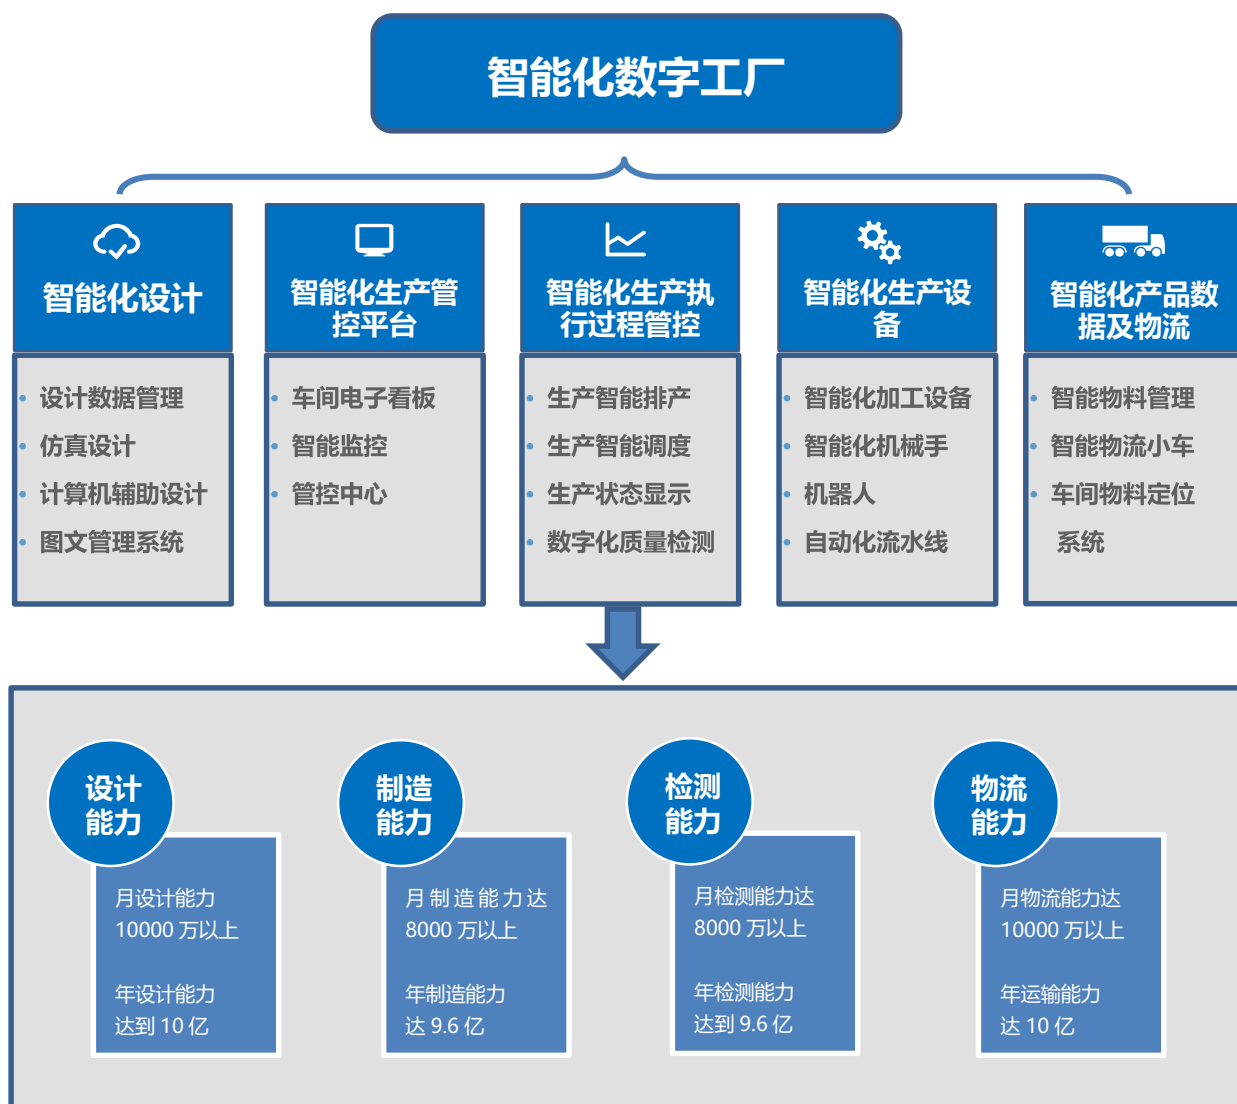 智能化数字工厂
智能化设计
智能化生产管
控平台
智能化生产执
行过程管控
智能化生产设
备
智能化产品数
据及物流
• 设计数据管理
• 仿真设计
• 计算机辅助设计
• 图文管理系统
• 车间电子看板
• 智能监控
• 管控中心
• 生产智能排产
• 生产智能调度
• 生产状态显示
• 数字化质量检测
• 智能化加工设备
• 智能化机械手
• 机器人
• 自动化流水线
• 智能物料管理
• 智能物流小车
• 车间物料定位
系统
设计
能力
月设计能力
10000 万以上
年设计能力
达到 10 亿
制造
能力
月制造能力达
8000 万以上
年制造能力
达 9.6 亿
检测
能力
月检测能力达
8000 万以上
年检测能力
达到 9.6 亿
物流
能力
月物流能力达
10000 万以上
年运输能力
达 10 亿